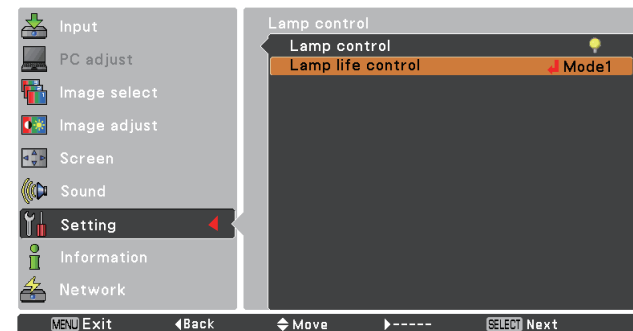 Input
PC adjust
Image select
Image adjust
Screen
Sound
Setting
Information
Network
Lamp control
Lamp control
Lamp life control Mode1
MENU Exit Back Move ----- SELECT Next